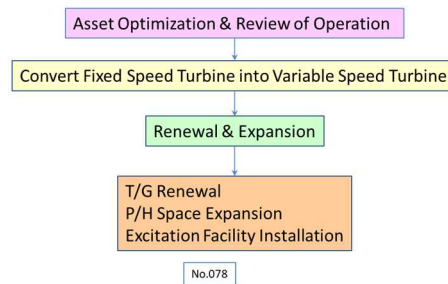 Asset Optimization & Review of Operation
Convert Fixed Speed Turbine into Variable Speed Turbine
Renewal & Expansion
T/G Renewal
P/H Space Expansion
Excitation Facility Installation
No.078